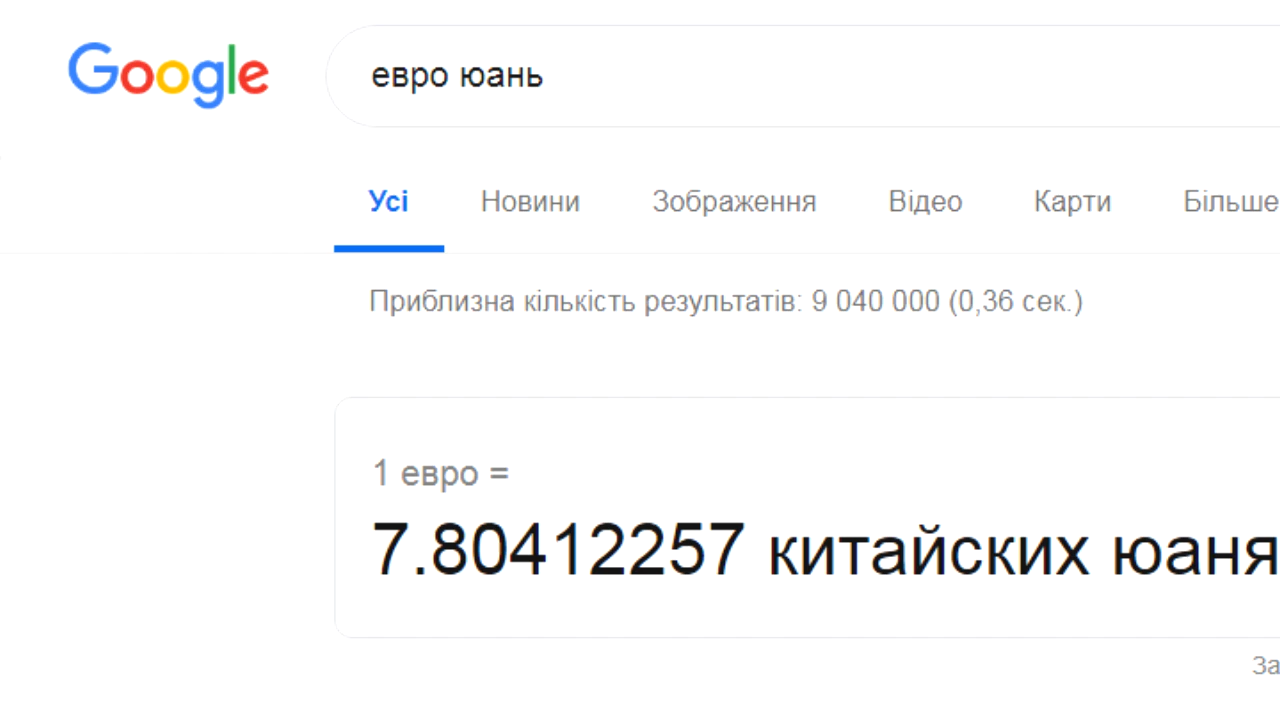 Google
евро юань
Усі Новини Зображення Відео Карти Більше
Приблизна кількість результатів: 9 040 000 (0,36 сек.)
1 евро =
7.80412257 китайских юаня
За